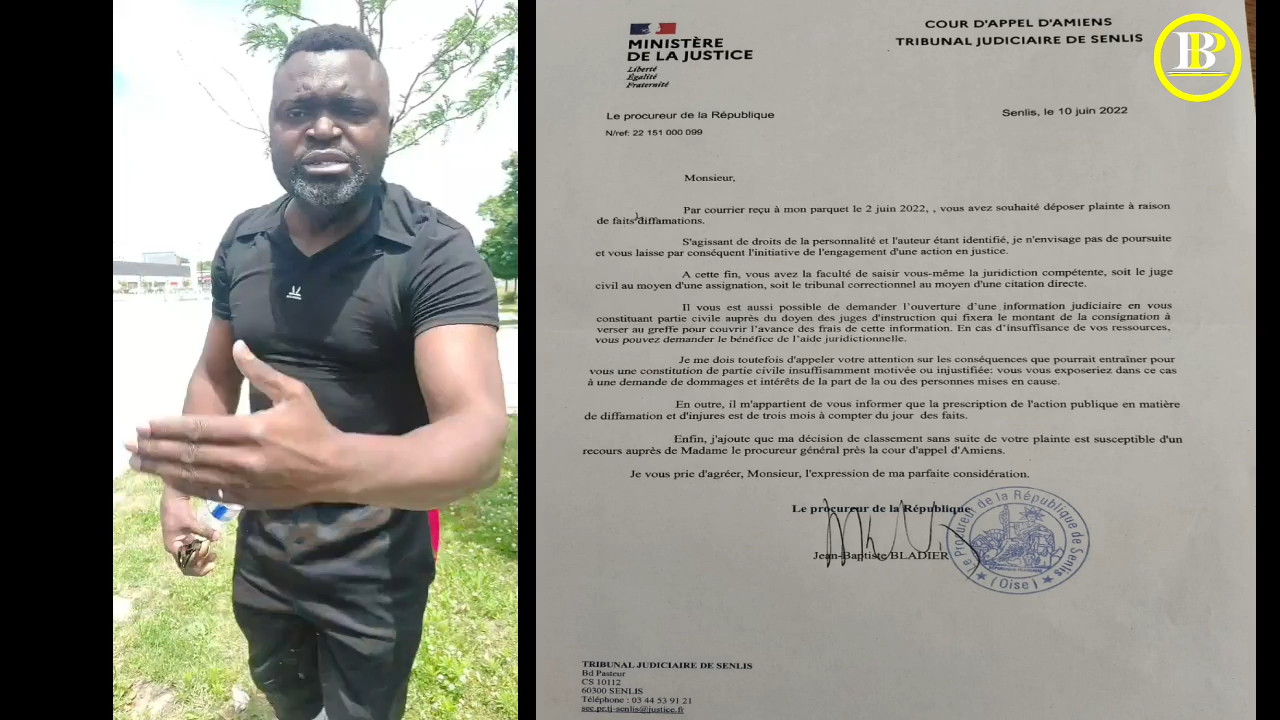 MINISTÈRE
DE LA JUSTICE
Liberté
Égalité
Fraternité
COUR D'APPEL D'AMIENS
TRIBUNAL JUDICIAIRE DE SENLIS
BP
Le procureur de la République
N/ref: 22 151 000 099
Senlis, le 10 juin 2022
Monsieur,
Par courrier reçu à mon parquet le 2 juin 2022, , vous avez souhaité déposer plainte à raison
de faits diffamations.
S'agissant de droits de la personnalité et l'auteur étant identifié, je n'envisage pas de poursuite
et vous laisse par conséquent l'initiative de l'engagement d'une action en justice.
A cette fin, vous avez la faculté de saisir vous-même la juridiction compétente, soit le juge
civil au moyen d'une assignation, soit le tribunal correctionnel au moyen d'une citation directe.
Il vous est aussi possible de demander l'ouverture d'une information judiciaire en vous
constituant partie civile auprès du doyen des juges d'instruction qui fixera le montant de la consignation à
verser au greffe pour couvrir l'avance des frais de cette information. En cas d'insuffisance de vos ressources,
vous pouvez demander le bénéfice de l'aide juridictionnelle.
Je me dois toutefois d'appeler votre attention sur les conséquences que pourrait entraîner pour
vous une constitution de partie civile insuffisamment motivée ou injustifiée: vous vous exposeriez dans ce cas
à une demande de dommages et intérêts de la part de la ou des personnes mises en cause.
En outre, il m'appartient de vous informer que la prescription de l'action publique en matière
de diffamation et d'injures est de trois mois à compter du jour des faits.
Enfin, j'ajoute que ma décision de classement sans suite de votre plainte est susceptible d'un
recours auprès de Madame le procureur général près la cour d'appel d'Amiens.
Je vous prie d'agréer, Monsieur, l'expression de ma parfaite considération.
Le procureur de la République
Jean-Baptiste BLADIER
Le Procureur de la République de Senlis
(Oise)
TRIBUNAL JUDICIAIRE DE SENLIS
Bd Pasteur
CS 10112
60300 SENLIS
Téléphone : 03 44 53 91 21
sec.pr.tj-senlis@justice.fr